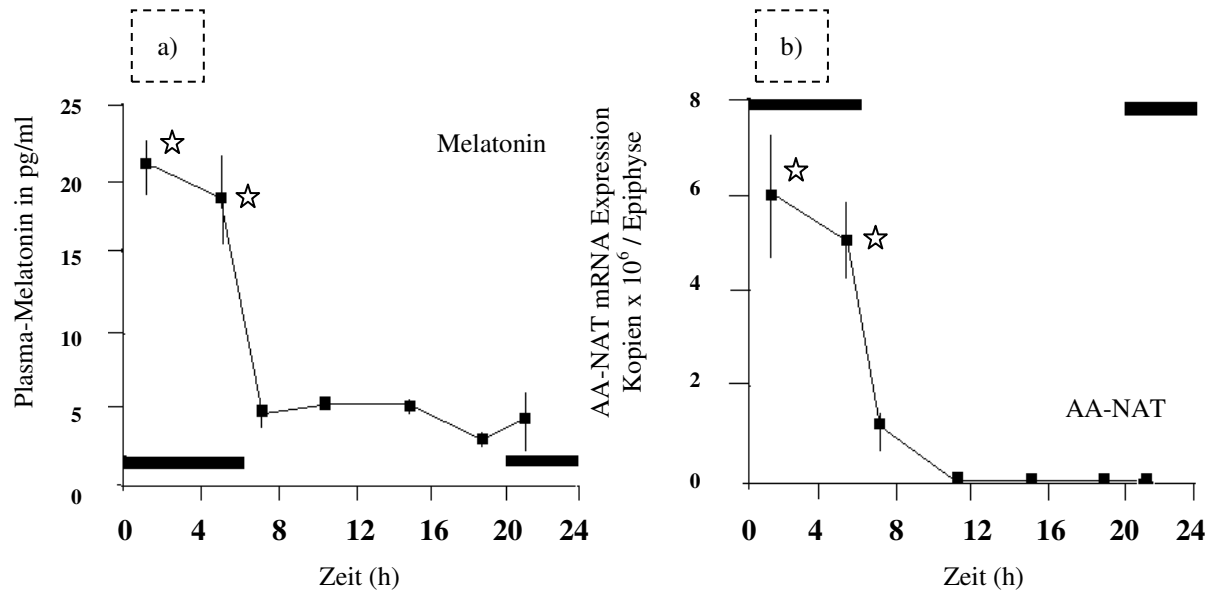 a)
Plasma-Melatonin in pg/ml
25
20
15
10
5
0
Melatonin
0 4 8 12 16 20 24
Zeit (h)
b)
AA-NAT mRNA Expression
Kopien x 10⁶ / Epiphyse
8
6
4
2
0
AA-NAT
0 4 8 12 16 20 24
Zeit (h)